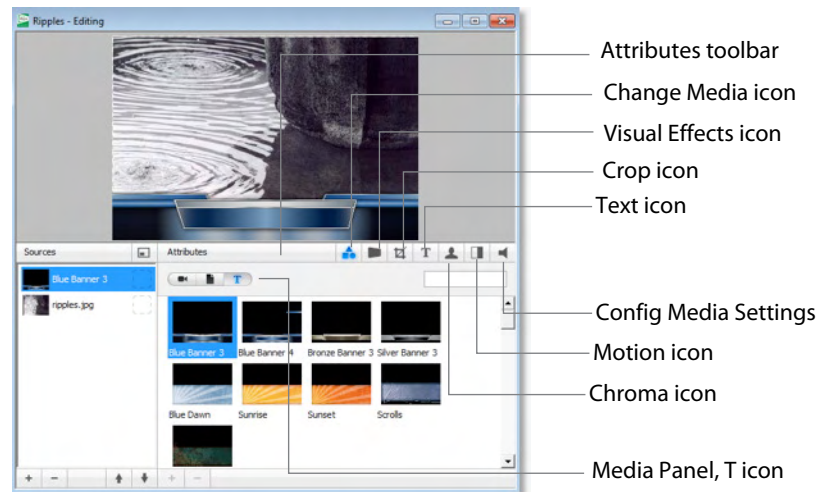 Ripples - Editing
Attributes toolbar
Change Media icon
Visual Effects icon
Crop icon
Text icon
Sources
Attributes
T
Blue Banner 3
ripples.jpg
T
Blue Banner 3 Blue Banner 4 Bronze Banner 3 Silver Banner 3
Blue Dawn Sunrise Sunset Scrolls
Config Media Settings
Motion icon
Chroma icon
Media Panel, T icon